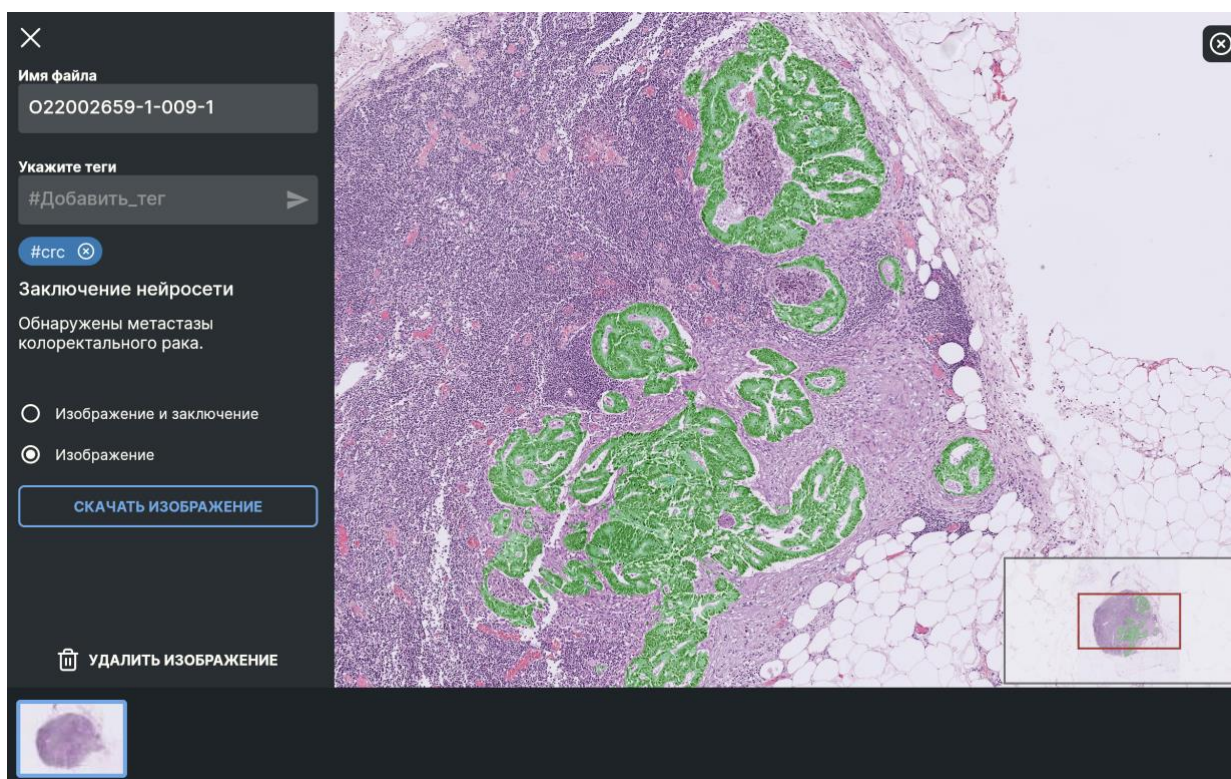 Имя файла
O22002659-1-009-1
Укажите теги
#Добавить_тег
#crc
Заключение нейросети
Обнаружены метастазы
колоректального рака.
Изображение и заключение
Изображение
СКАЧАТЬ ИЗОБРАЖЕНИЕ
УДАЛИТЬ ИЗОБРАЖЕНИЕ